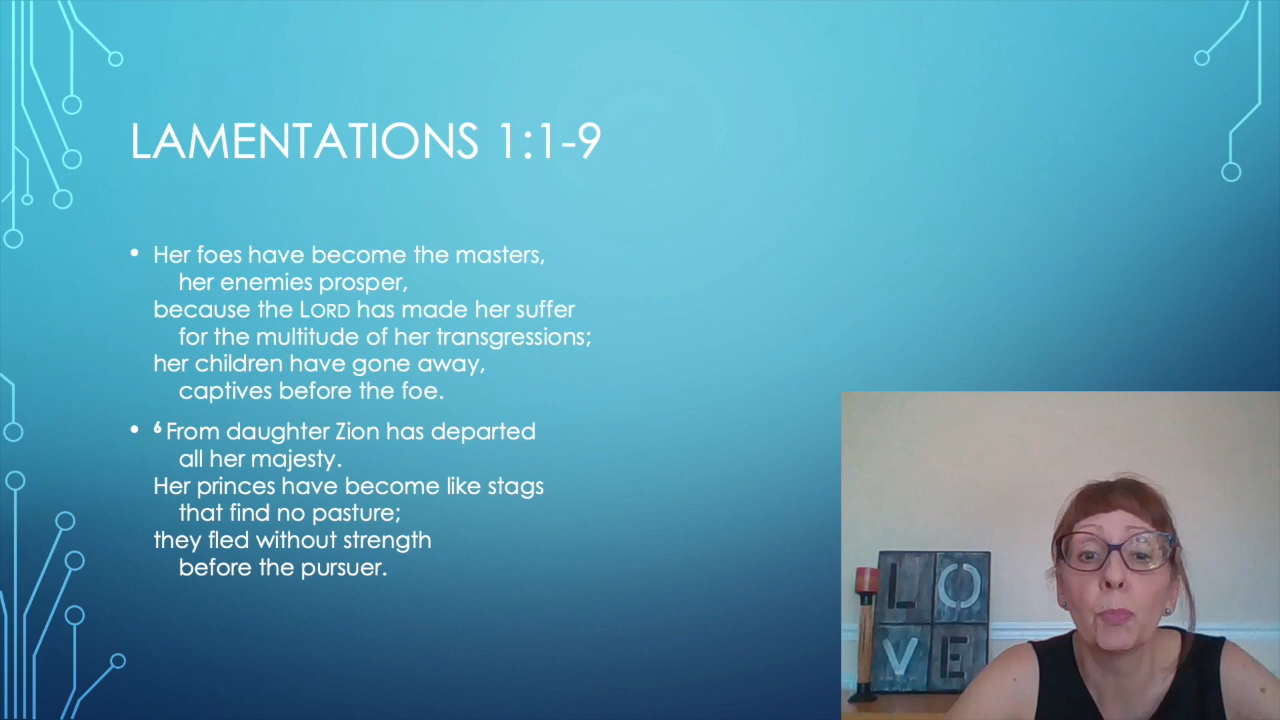 LAMENTATIONS 1:1-9
• Her foes have become the masters,
her enemies prosper,
because the LORD has made her suffer
for the multitude of her transgressions;
her children have gone away,
captives before the foe.
• 6 From daughter Zion has departed
all her majesty.
Her princes have become like stags
that find no pasture;
they fled without strength
before the pursuer.
L O
V E